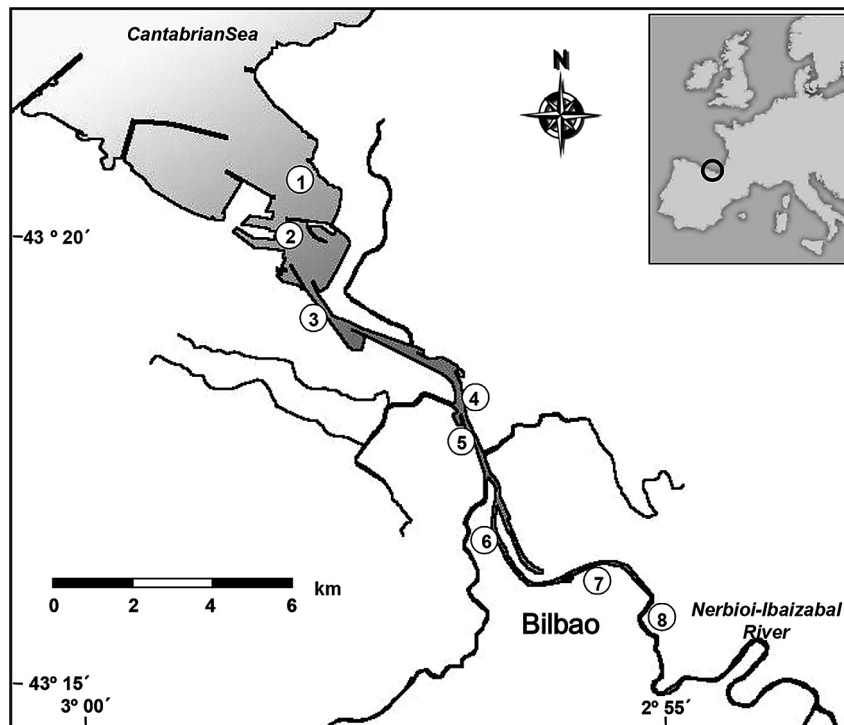 CantabrianSea
N
1
43 º 20´
2
3
4
5
6
7
km
0 2 4 6
8
Nerbioi-Ibaizabal
River
Bilbao
43º 15´
3º 00´
2º 55´